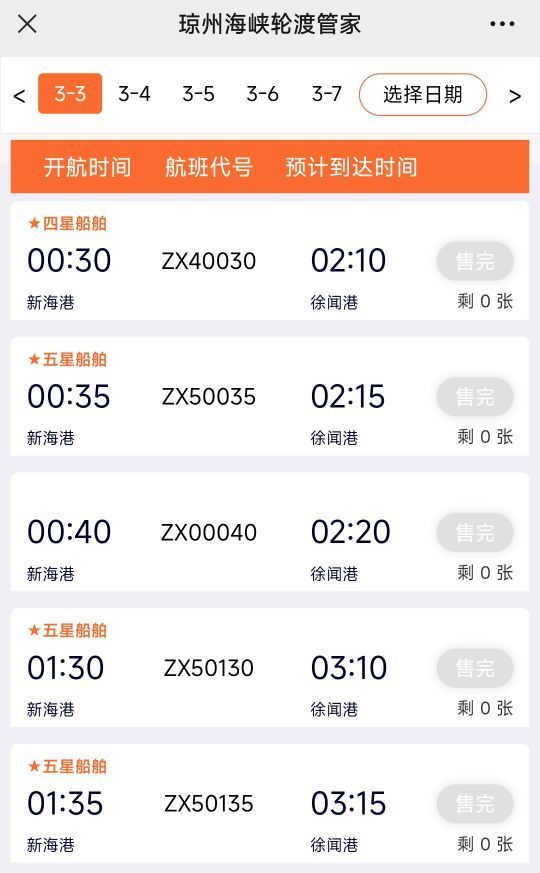 琼州海峡轮渡管家
< 3-3 3-4 3-5 3-6 3-7 选择日期 >
开航时间 航班代号 预计到达时间
★四星船舶
00:30 ZX40030 02:10 售完
新海港 徐闻港 剩 0 张
★五星船舶
00:35 ZX50035 02:15 售完
新海港 徐闻港 剩 0 张
00:40 ZX00040 02:20 售完
新海港 徐闻港 剩 0 张
★五星船舶
01:30 ZX50130 03:10 售完
新海港 徐闻港 剩 0 张
★五星船舶
01:35 ZX50135 03:15 售完
新海港 徐闻港 剩 0 张